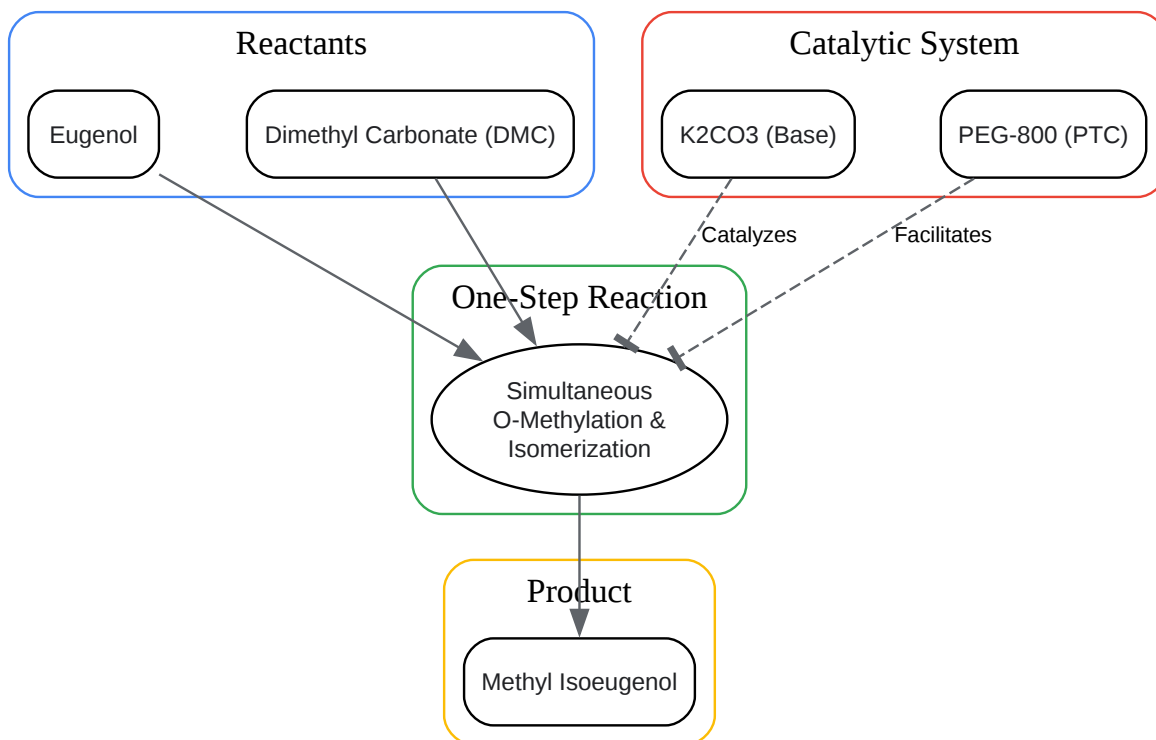 Reactants
Catalytic System
Eugenol
Dimethyl Carbonate (DMC)
K2CO3 (Base)
PEG-800 (PTC)
Catalyzes
Facilitates
One-Step Reaction
Simultaneous
O-Methylation &
Isomerization
Product
Methyl Isoeugenol